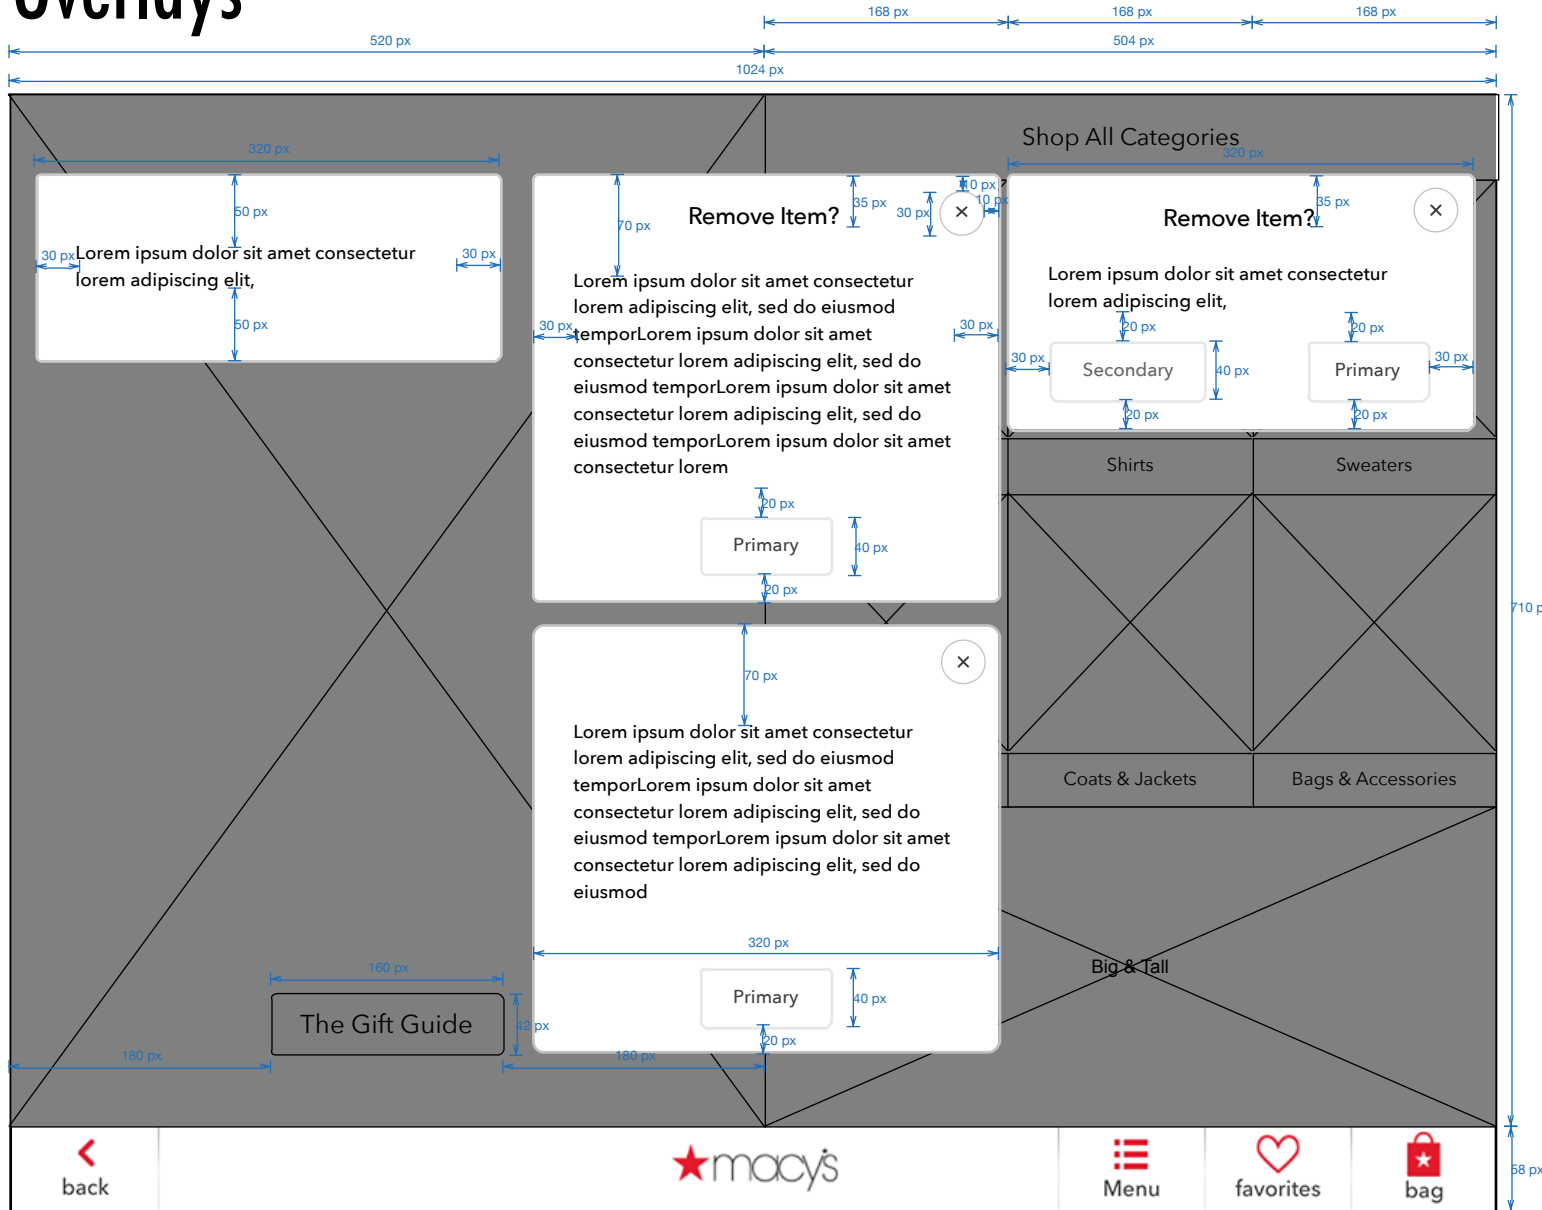 Overlays
168 px
168 px
168 px
520 px
504 px
1024 px
Shop All Categories
320 px
320 px
50 px
30 px
Lorem ipsum dolor sit amet consectetur
lorem adipiscing elit,
30 px
50 px
70 px
Remove Item?
35 px
30 px
10 px
10 px
Lorem ipsum dolor sit amet consectetur
lorem adipiscing elit, sed do eiusmod
temporLorem ipsum dolor sit amet
consectetur lorem adipiscing elit, sed do
eiusmod temporLorem ipsum dolor sit amet
consectetur lorem adipiscing elit, sed do
eiusmod temporLorem ipsum dolor sit amet
consectetur lorem
30 px
30 px
20 px
Primary
40 px
20 px
Remove Item?
35 px
Lorem ipsum dolor sit amet consectetur
lorem adipiscing elit,
20 px
20 px
30 px
Secondary
40 px
Primary
30 px
20 px
20 px
Shirts
Sweaters
710 p
70 px
Lorem ipsum dolor sit amet consectetur
lorem adipiscing elit, sed do eiusmod
temporLorem ipsum dolor sit amet
consectetur lorem adipiscing elit, sed do
eiusmod temporLorem ipsum dolor sit amet
consectetur lorem adipiscing elit, sed do
eiusmod
320 px
Primary
40 px
20 px
Coats & Jackets
Bags & Accessories
Big & Tall
160 px
The Gift Guide
42 px
180 px
180 px
back
macy's
Menu
favorites
bag
58 px